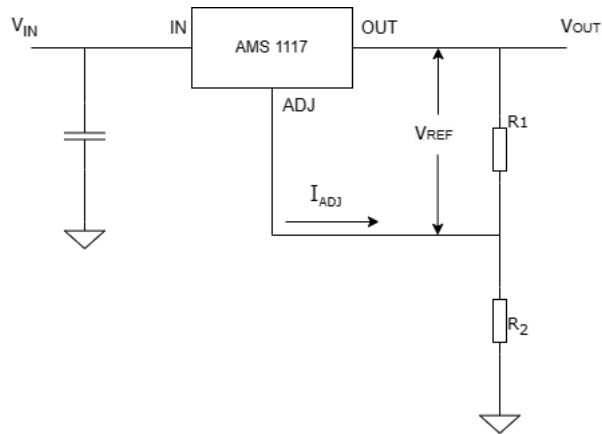 VIN
IN
AMS 1117
OUT
VOUT
ADJ
R1
VREF
IADJ
R2